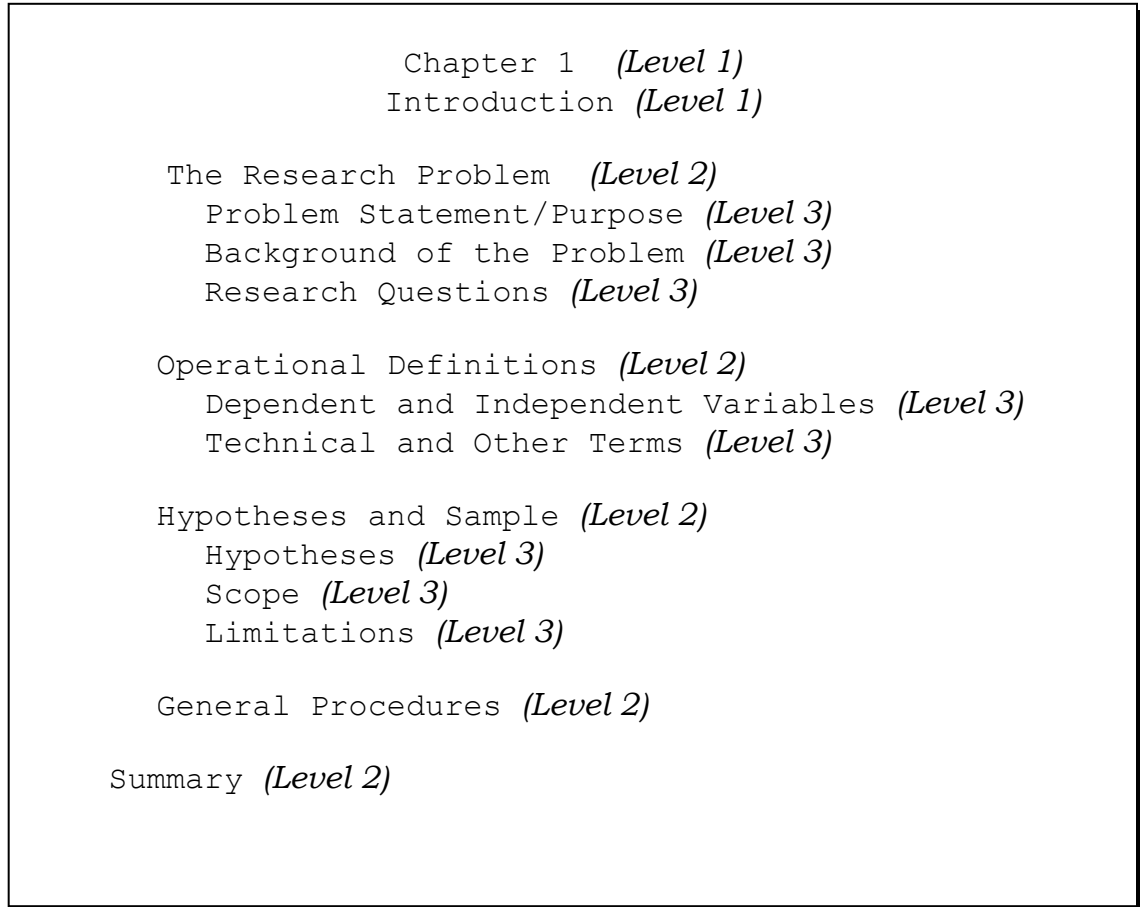 Chapter 1 (Level 1)
Introduction (Level 1)
The Research Problem (Level 2)
Problem Statement/Purpose (Level 3)
Background of the Problem (Level 3)
Research Questions (Level 3)
Operational Definitions (Level 2)
Dependent and Independent Variables (Level 3)
Technical and Other Terms (Level 3)
Hypotheses and Sample (Level 2)
Hypotheses (Level 3)
Scope (Level 3)
Limitations (Level 3)
General Procedures (Level 2)
Summary (Level 2)